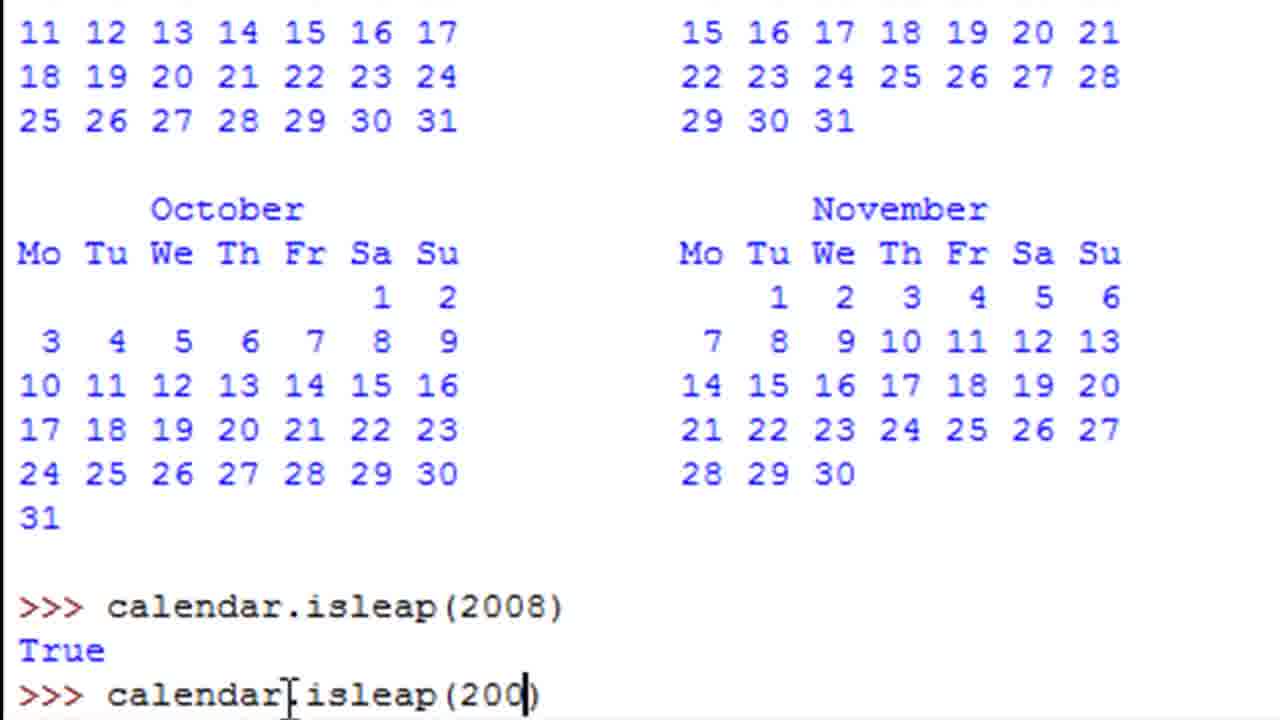 11 12 13 14 15 16 17 15 16 17 18 19 20 21
18 19 20 21 22 23 24 22 23 24 25 26 27 28
25 26 27 28 29 30 31 29 30 31
October November
Mo Tu We Th Fr Sa Su Mo Tu We Th Fr Sa Su
1 2 1 2 3 4 5 6
3 4 5 6 7 8 9 7 8 9 10 11 12 13
10 11 12 13 14 15 16 14 15 16 17 18 19 20
17 18 19 20 21 22 23 21 22 23 24 25 26 27
24 25 26 27 28 29 30 28 29 30
31
>>> calendar.isleap(2008)
True
>>> calendar.isleap(200)